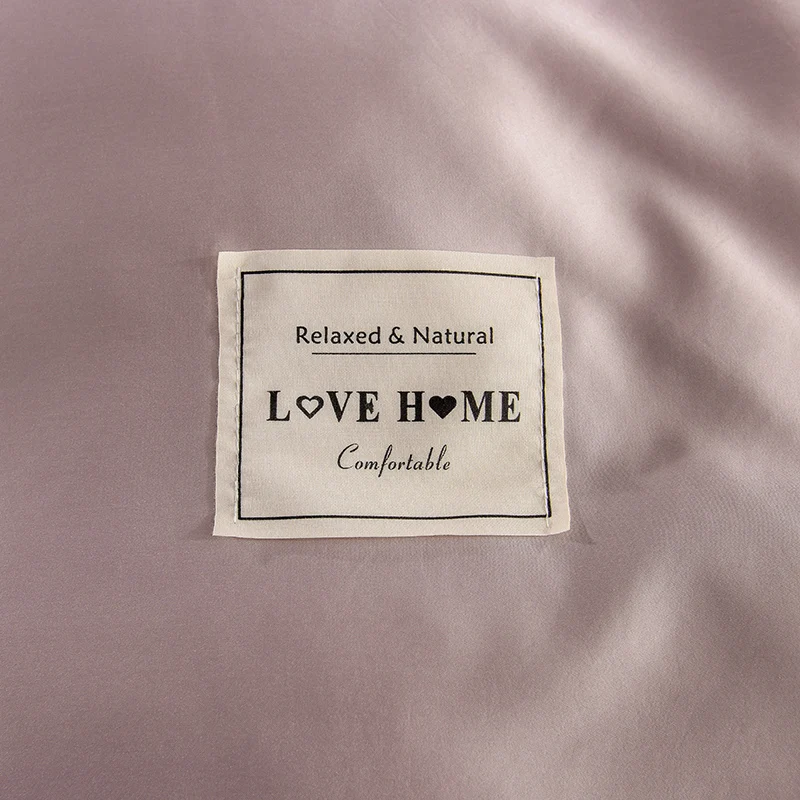 Relaxed & Natural
L♡VE H♥ME
Comfortable